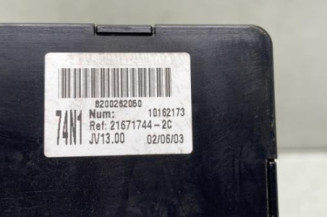 8200262050
74N1
Num: 10162173
Ref: 21671744-2C
JV13.00 02/06/03